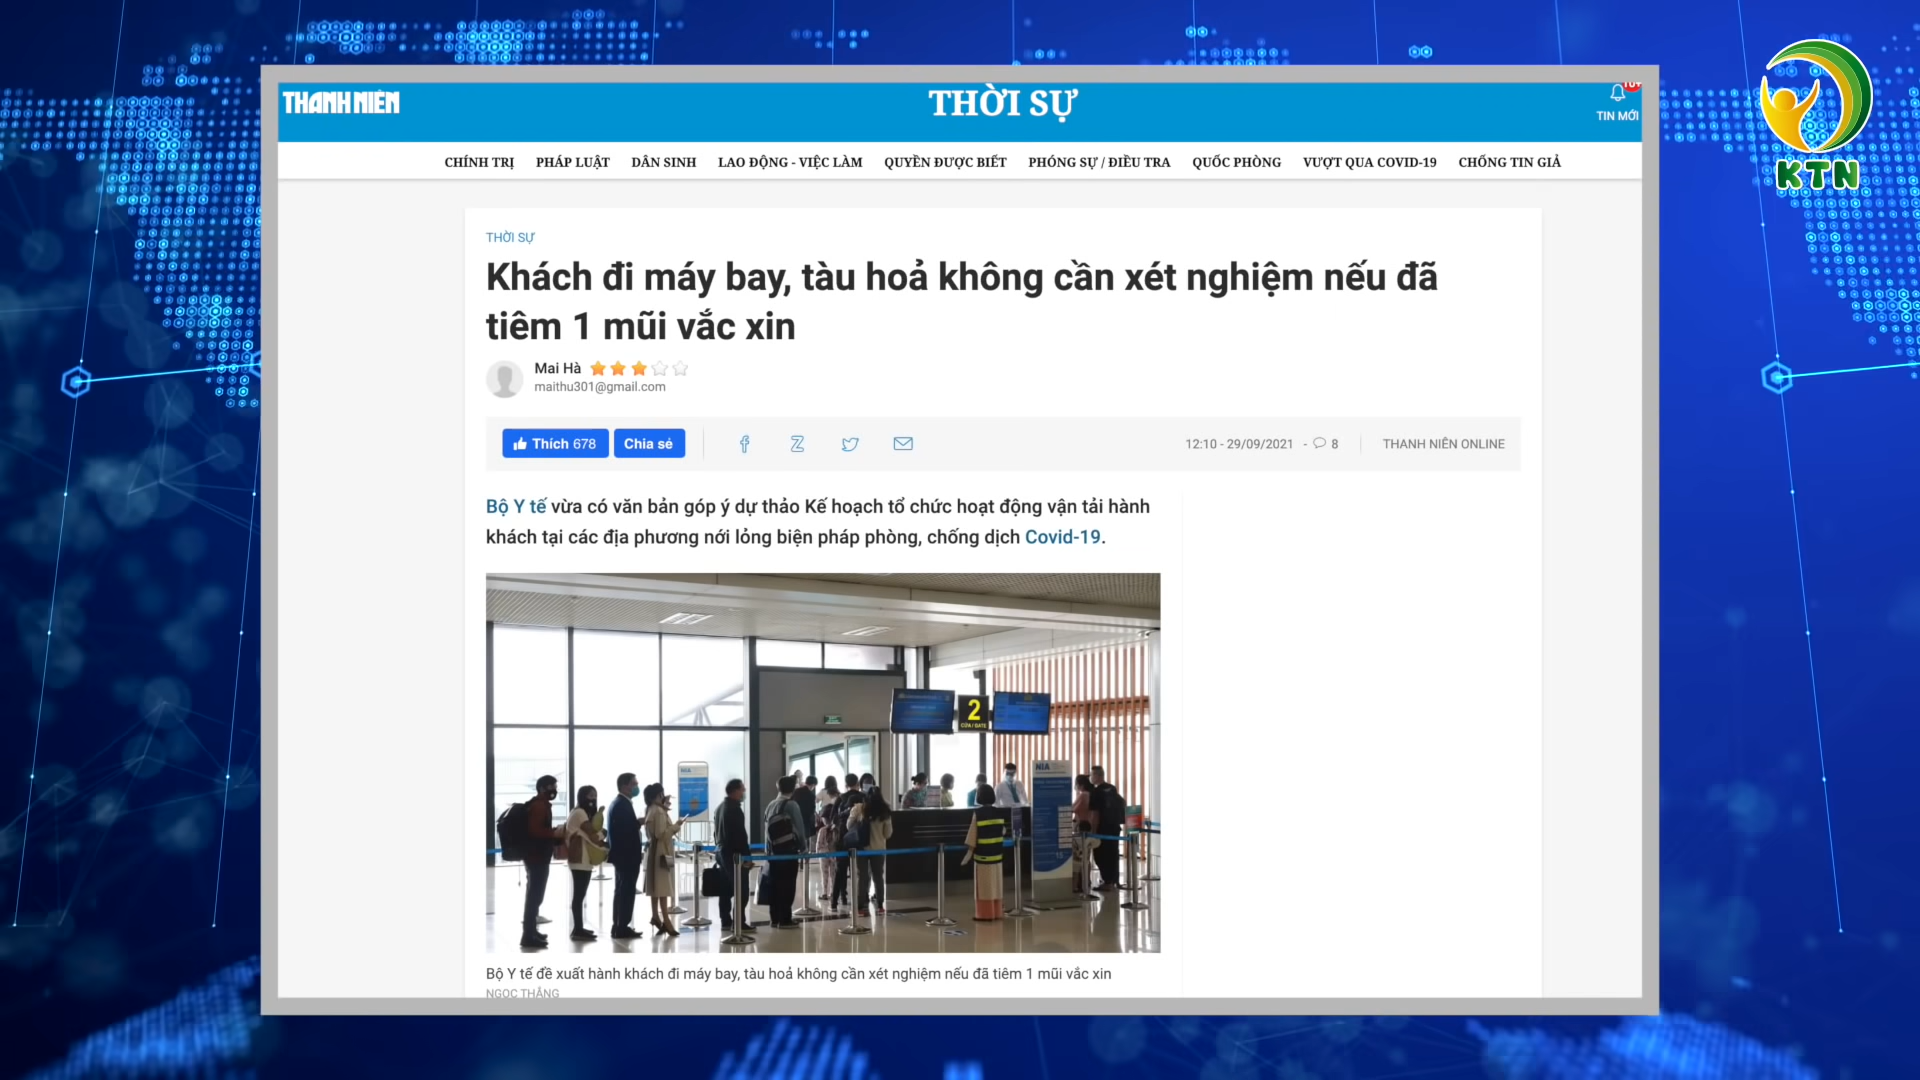 THANH NIÊN
THỜI SỰ
10+
TIN MỚI
KTN
CHÍNH TRỊ PHÁP LUẬT DÂN SINH LAO ĐỘNG - VIỆC LÀM QUYỀN ĐƯỢC BIẾT PHÓNG SỰ / ĐIỀU TRA QUỐC PHÒNG VƯỢT QUA COVID-19 CHỐNG TIN GIẢ
THỜI SỰ
Khách đi máy bay, tàu hoả không cần xét nghiệm nếu đã
tiêm 1 mũi vắc xin
Mai Hà
maithu301@gmail.com
Thích 678 Chia sẻ
12:10 - 29/09/2021 - 8 THANH NIÊN ONLINE
Bộ Y tế vừa có văn bản góp ý dự thảo Kế hoạch tổ chức hoạt động vận tải hành
khách tại các địa phương nới lỏng biện pháp phòng, chống dịch Covid-19.
2
CỬA / GATE
NIA
NIA
Bộ Y tế đề xuất hành khách đi máy bay, tàu hoả không cần xét nghiệm nếu đã tiêm 1 mũi vắc xin
NGỌC THẮNG